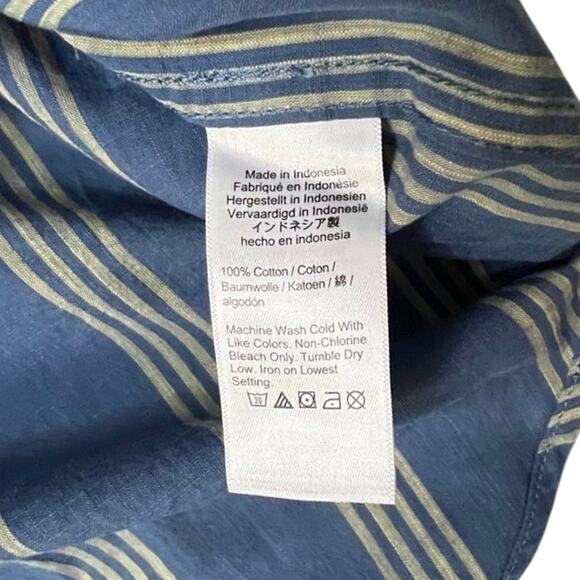 Made in Indonesia
Fabriqué en Indonésie
Hergestellt in Indonesien
Vervaardigd in Indonesië
インドネシア製
hecho en indonesia
100% Cotton / Coton /
Baumwolle / Katoen / 綿 /
algodón
Machine Wash Cold With
Like Colors. Non-Chlorine
Bleach Only. Tumble Dry
Low. Iron on Lowest
Setting.
30